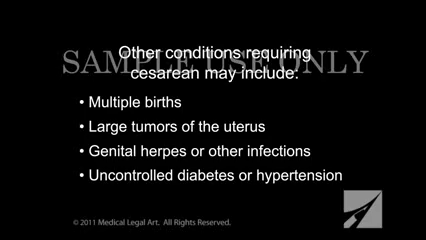 Other conditions requiring
SAMPLE USE ONLY
cesarean may include:
• Multiple births
• Large tumors of the uterus
• Genital herpes or other infections
• Uncontrolled diabetes or hypertension
© 2011 Medical Legal Art. All Rights Reserved.